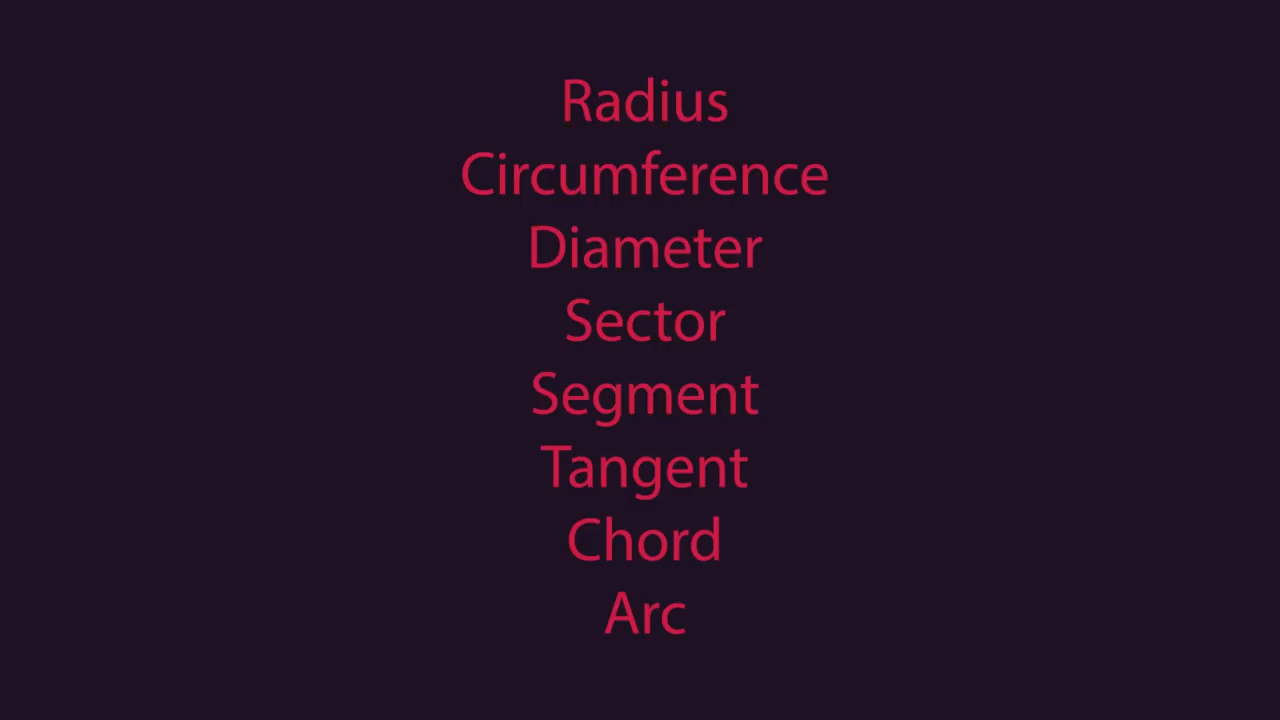 Radius
Circumference
Diameter
Sector
Segment
Tangent
Chord
Arc